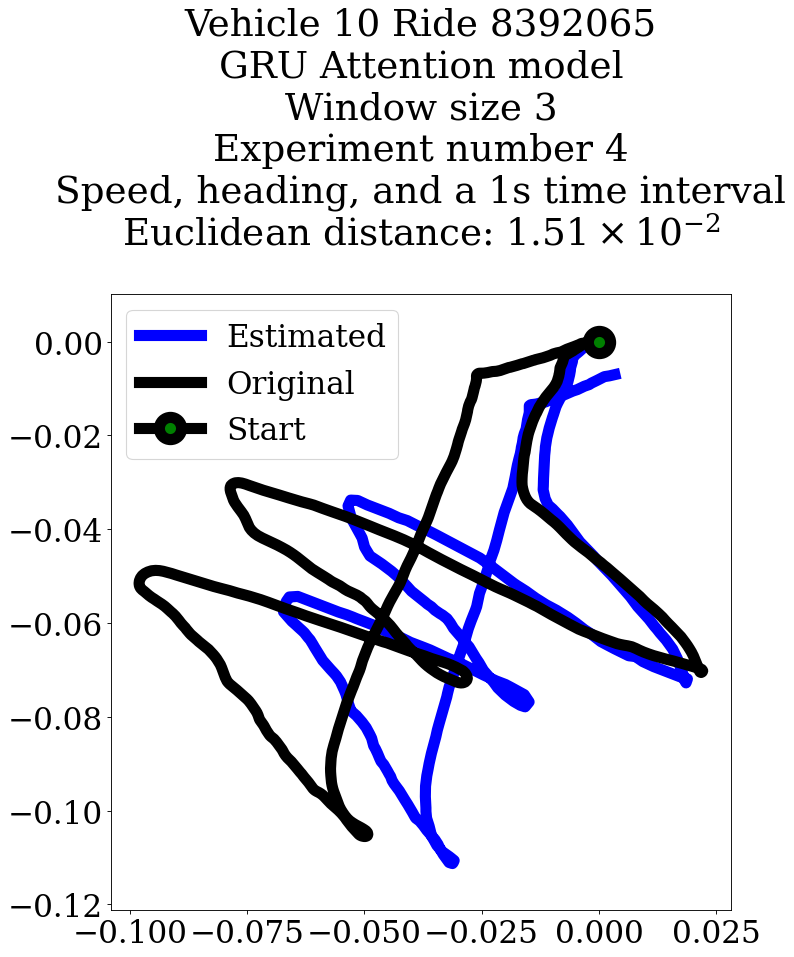 Vehicle 10 Ride 8392065
GRU Attention model
Window size 3
Experiment number 4
Speed, heading, and a 1s time interval
Euclidean distance: 1.51 × 10⁻²
Estimated
Original
Start
0.00
−0.02
−0.04
−0.06
−0.08
−0.10
−0.12
−0.100 −0.075 −0.050 −0.025 0.000 0.025